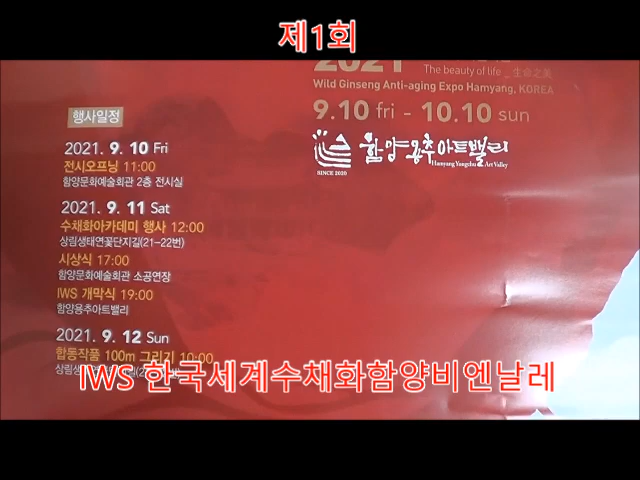 제1회
2021
The beauty of life _ 生命之美
Wild Ginseng Anti-aging Expo Hamyang, KOREA
9.10 fri - 10.10 sun
함양용추아트밸리
Hamyang Yongchu Art Valley
SINCE 2020
행사일정
2021. 9. 10 Fri
전시오프닝 11:00
함양문화예술회관 2층 전시실
2021. 9. 11 Sat
수채화아카데미 행사 12:00
상림생태연꽃단지길(21-22번)
시상식 17:00
함양문화예술회관 소공연장
IWS 개막식 19:00
함양용추아트밸리
2021. 9. 12 Sun
합동작품 100m 그리기 10:00
IWS 한국세계수채화함양비엔날레